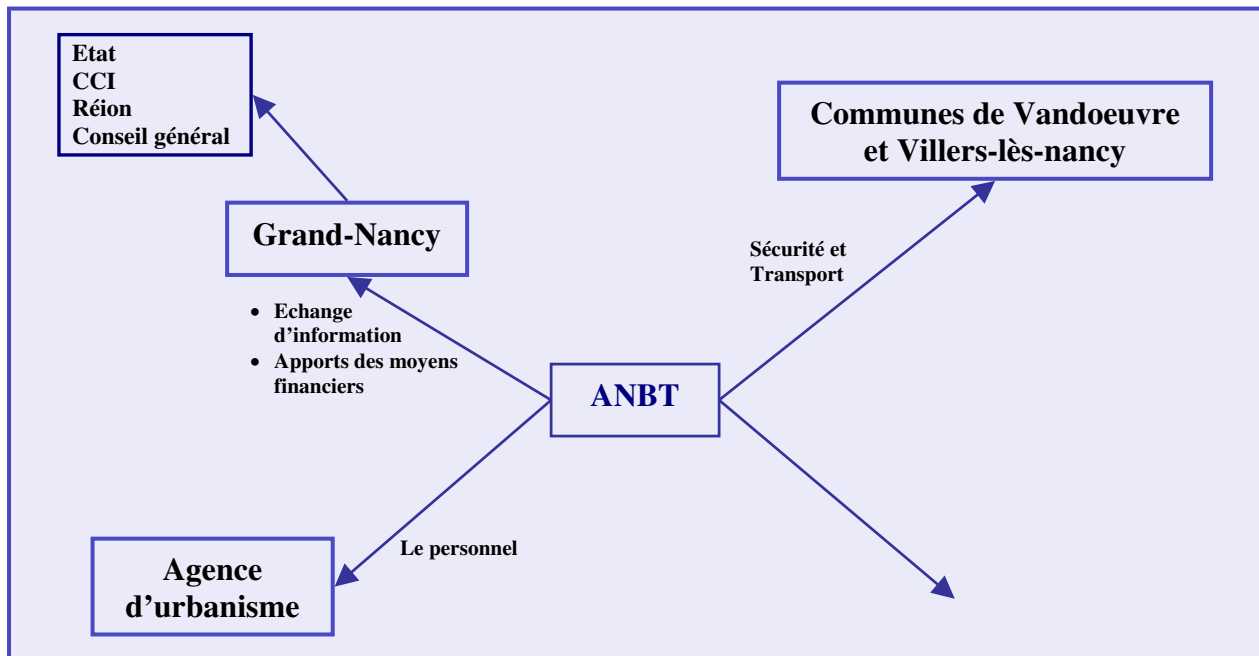 Etat
CCI
Réion
Conseil général
Communes de Vandoeuvre
et Villers-lès-nancy
Grand-Nancy
Sécurité et
Transport
• Echange
d’information
• Apports des moyens
financiers
ANBT
Le personnel
Agence
d’urbanisme